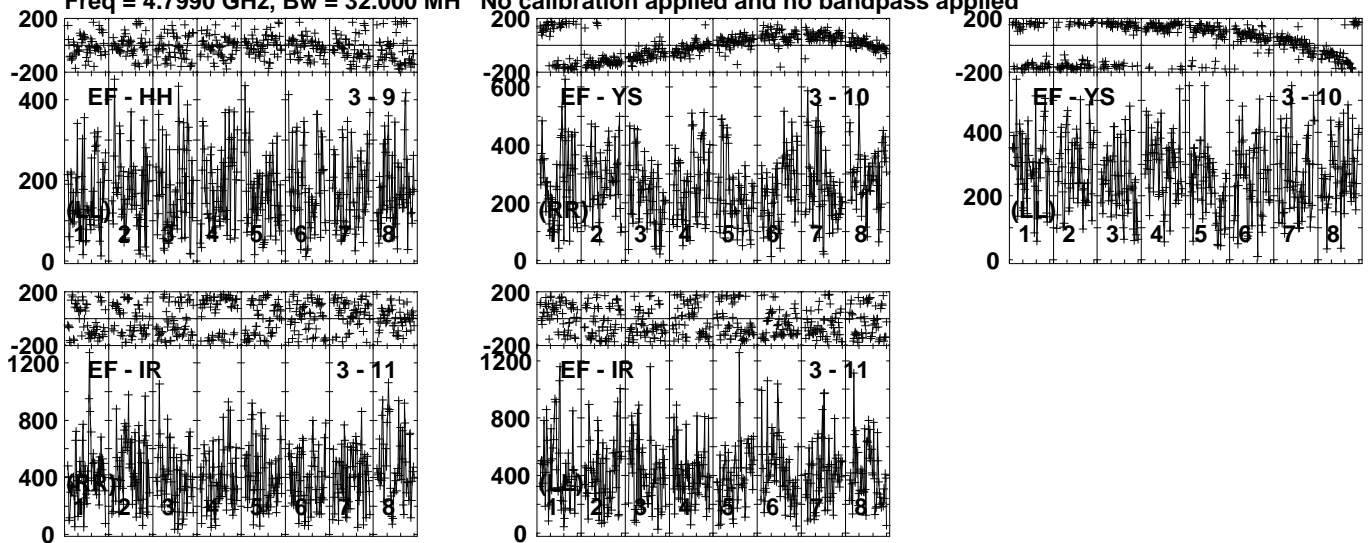 Freq = 4.7990 GHz, Bw = 32.000 MH No calibration applied and no bandpass applied
200 200 200
-200 -200 -200
EF - HH 3 - 9 EF - YS 3 - 10 EF - YS 3 - 10
400 600 400
200 400 200
0 200 0
0
(LL) (RR) (LL)
1 2 3 4 5 6 7 8 1 2 3 4 5 6 7 8 1 2 3 4 5 6 7 8
200 200
-200 -200
1200 1200
EF - IR 3 - 11 EF - IR 3 - 11
800 800
400 400
(RR) (LL)
1 2 3 4 5 6 7 8 1 2 3 4 5 6 7 8
0 0